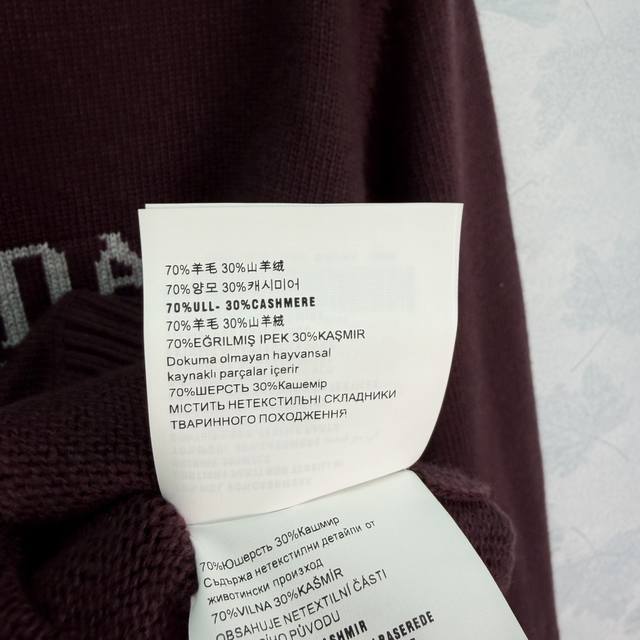 70%羊毛 30%山羊绒
70%양모 30%캐시미어
70%ULL- 30%CASHMERE
70%羊毛 30%山羊絨
70%EĞRILMIŞ IPEK 30%KAŞMIR
Dokuma olmayan hayvansal
kaynaklı parçalar içerir
70%ШЕРСТЬ 30%Кашемір
МІСТИТЬ НЕТЕКСТИЛЬНІ СКЛАДНИКИ
ТВАРИННОГО ПОХОДЖЕННЯ
70%Юшерсть 30%Кашмир
Съдържа нетекстилни детайли от
животински произход
70%VILNA 30%KAŠMÍR
OBSAHUJE NETEXTILNÍ ČÁSTI
PŮVODU